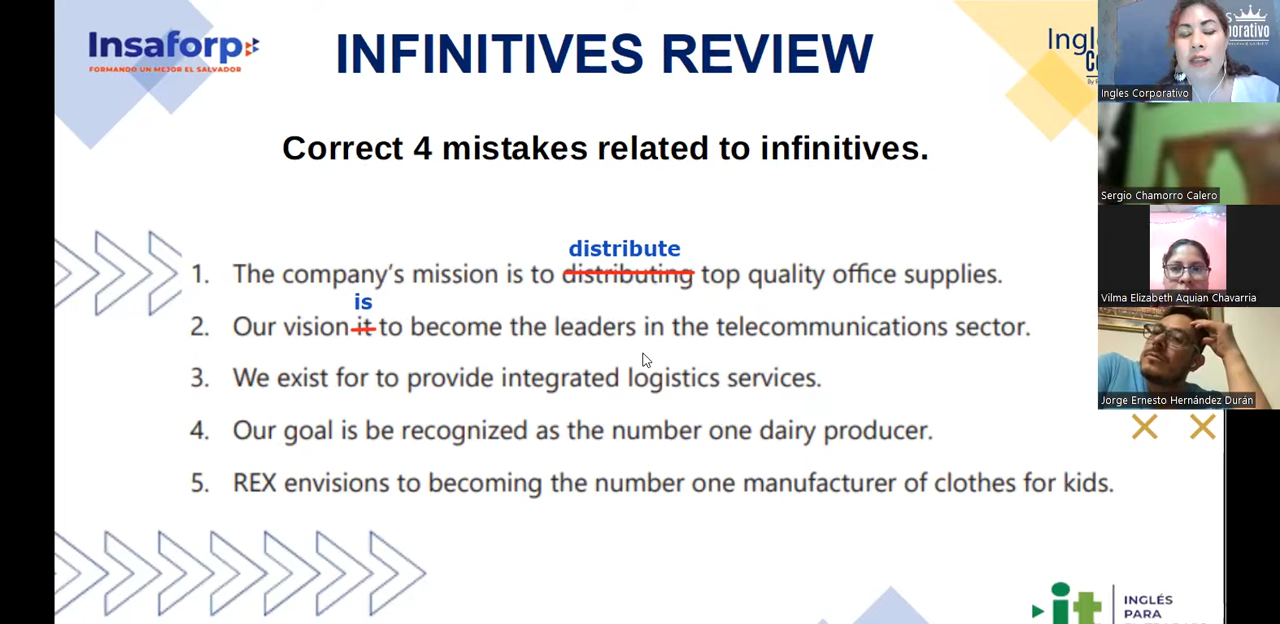 Insaforp
FORMANDO UN MEJOR EL SALVADOR
INFINITIVES REVIEW
Correct 4 mistakes related to infinitives.
distribute
1. The company's mission is to distributing top quality office supplies.
is
2. Our vision it to become the leaders in the telecommunications sector.
3. We exist for to provide integrated logistics services.
4. Our goal is be recognized as the number one dairy producer.
5. REX envisions to becoming the number one manufacturer of clothes for kids.
Ingles Corporativo
Sergio Chamorro Calero
Vilma Elizabeth Aquian Chavarria
Jorge Ernesto Hernández Durán
it
INGLÉS
PARA